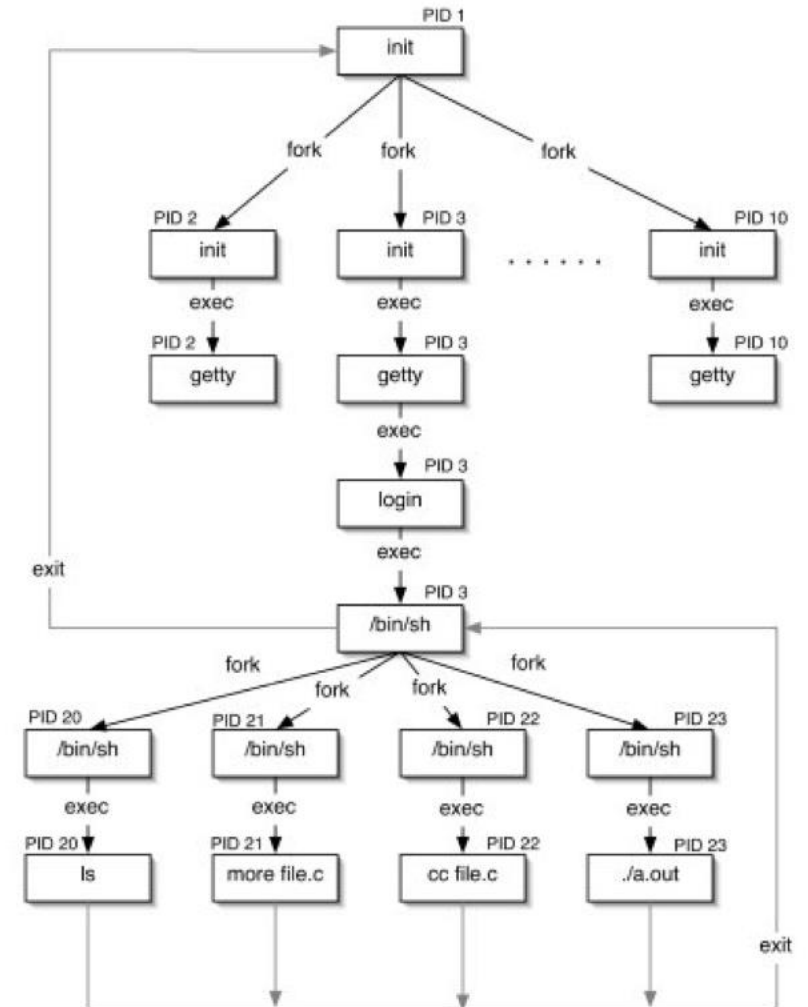 PID 1
init
fork fork fork
PID 2 PID 3 PID 10
init init . . . . . . init
exec exec exec
PID 2 PID 3 PID 10
getty getty getty
exec
PID 3
login
exec
exit
PID 3
/bin/sh
fork fork fork fork
PID 20 PID 21 PID 22 PID 23
/bin/sh /bin/sh /bin/sh /bin/sh
exec exec exec exec
PID 20 PID 21 PID 22 PID 23
ls more file.c cc file.c ./a.out
exit